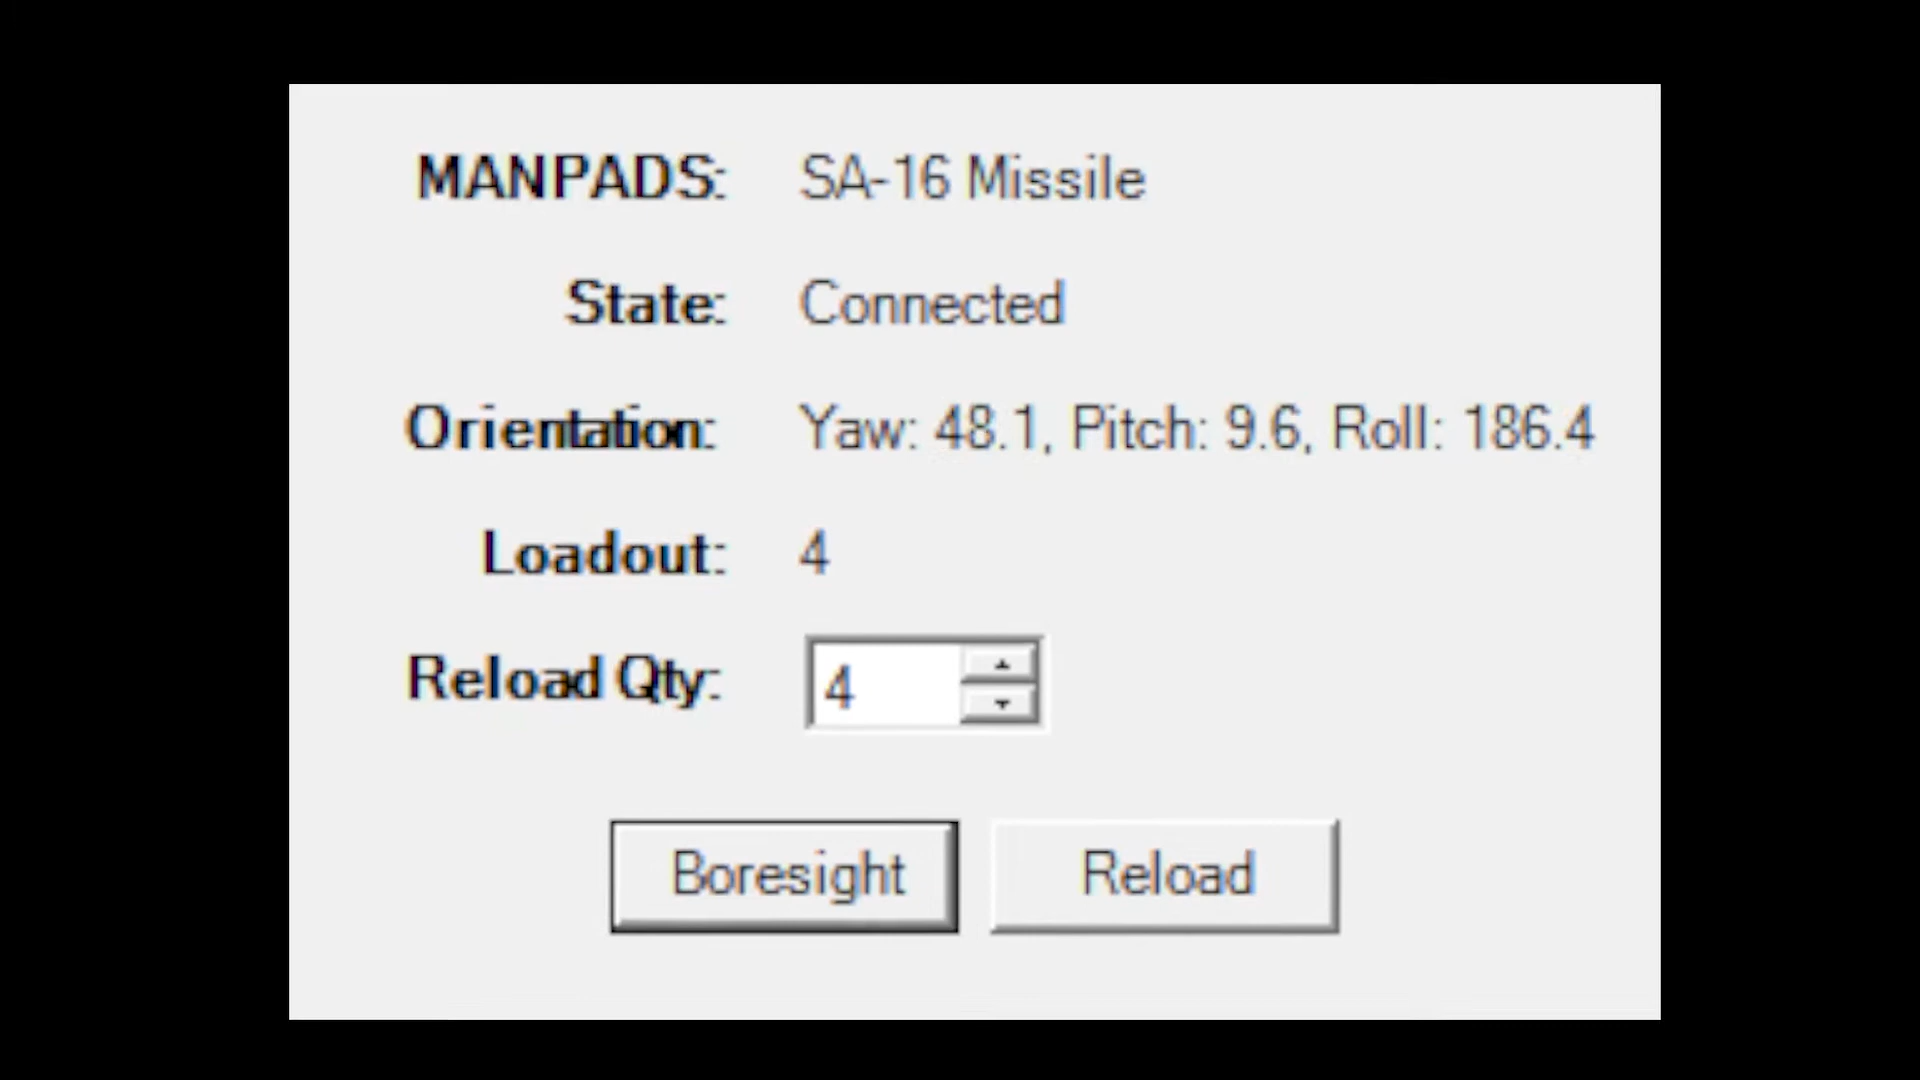 MANPADS: SA-16 Missile
State: Connected
Orientation: Yaw: 48.1, Pitch: 9.6, Roll: 186.4
Loadout: 4
Reload Qty: 4
Boresight Reload